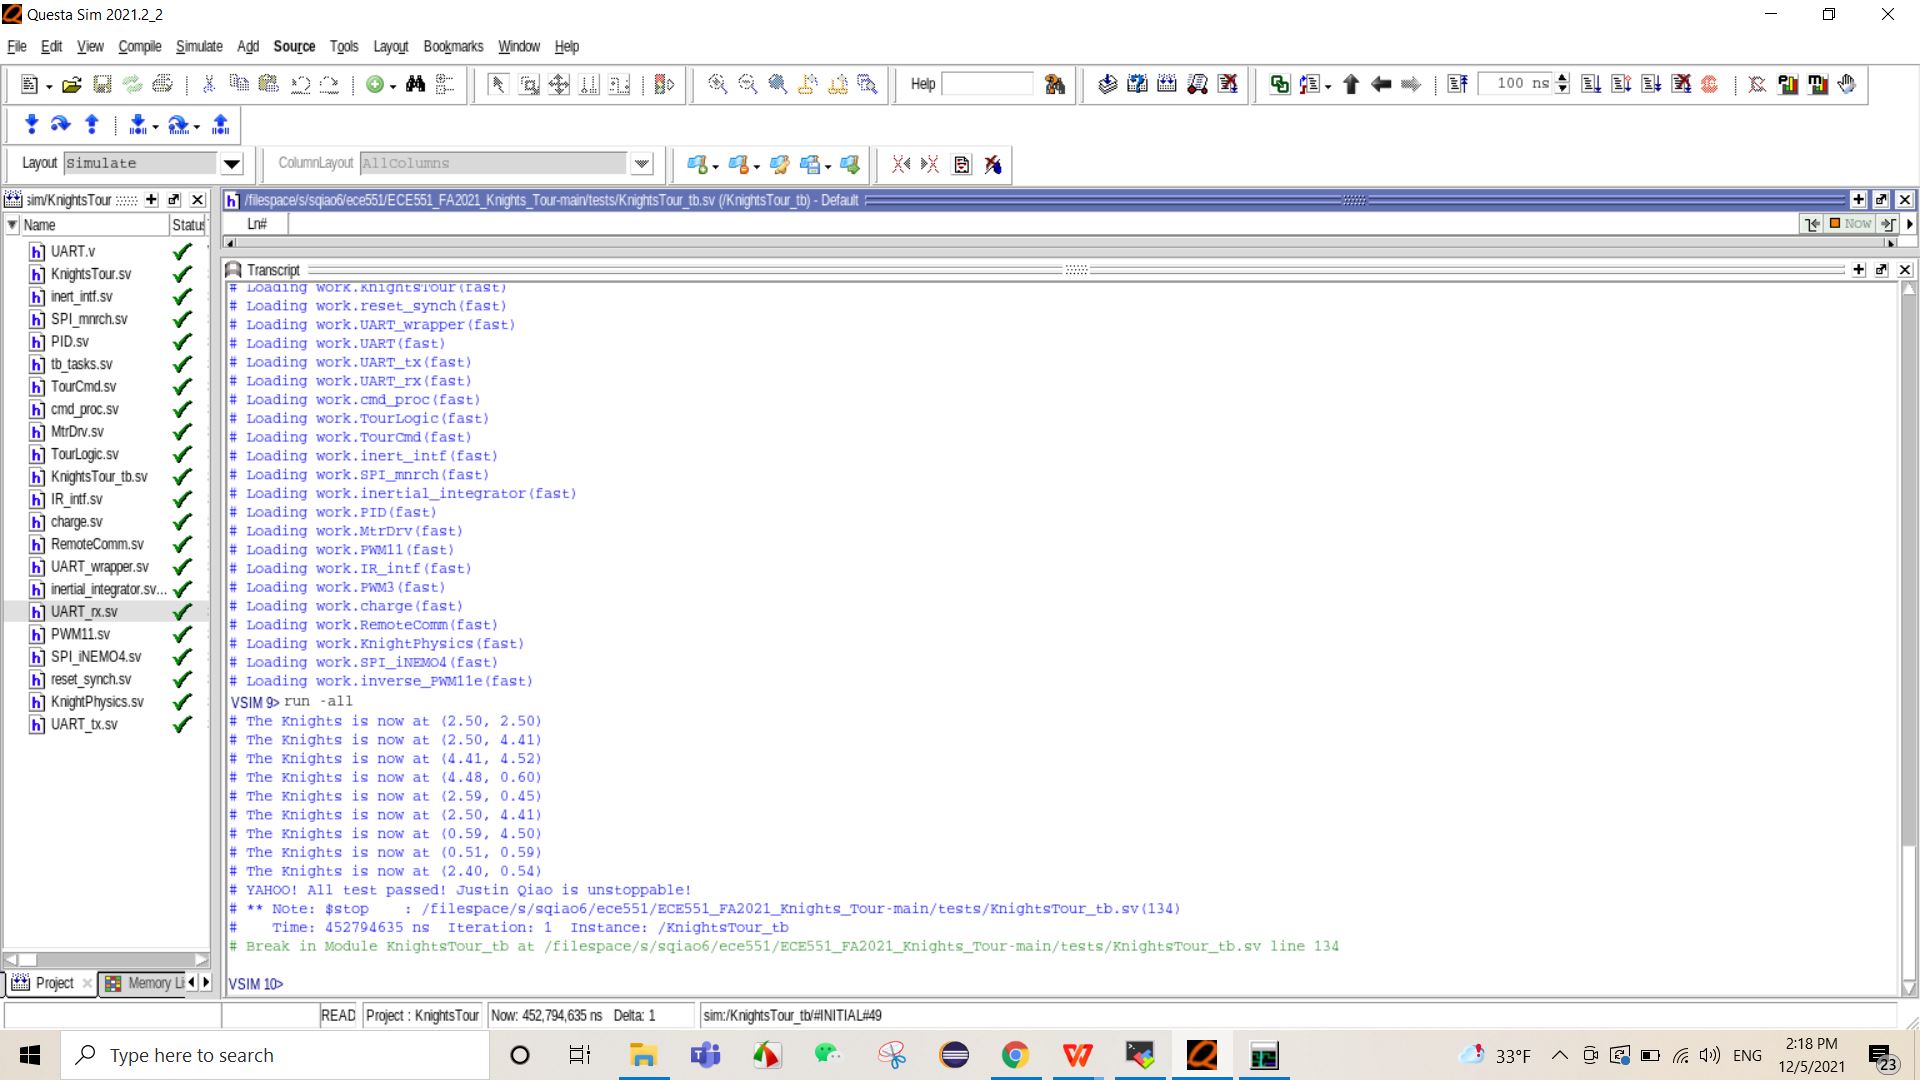 Questa Sim 2021.2_2
File Edit View Compile Simulate Add Source Tools Layout Bookmarks Window Help
Help
100 ns
Layout Simulate
ColumnLayout AllColumns
sim/KnightsTour
Name Status
UART.v
KnightsTour.sv
inert_intf.sv
SPI_mnrch.sv
PID.sv
tb_tasks.sv
TourCmd.sv
cmd_proc.sv
MtrDrv.sv
TourLogic.sv
KnightsTour_tb.sv
IR_intf.sv
charge.sv
RemoteComm.sv
UART_wrapper.sv
inertial_integrator.sv...
UART_rx.sv
PWM11.sv
SPI_iNEMO4.sv
reset_synch.sv
KnightPhysics.sv
UART_tx.sv
Project Memory Li
/filespace/s/sqiao6/ece551/ECE551_FA2021_Knights_Tour-main/tests/KnightsTour_tb.sv (/KnightsTour_tb) - Default
Ln#
Now
Transcript
# Loading work.KnightsTour(fast)
# Loading work.reset_synch(fast)
# Loading work.UART_wrapper(fast)
# Loading work.UART(fast)
# Loading work.UART_tx(fast)
# Loading work.UART_rx(fast)
# Loading work.cmd_proc(fast)
# Loading work.TourLogic(fast)
# Loading work.TourCmd(fast)
# Loading work.inert_intf(fast)
# Loading work.SPI_mnrch(fast)
# Loading work.inertial_integrator(fast)
# Loading work.PID(fast)
# Loading work.MtrDrv(fast)
# Loading work.PWM11(fast)
# Loading work.IR_intf(fast)
# Loading work.PWM3(fast)
# Loading work.charge(fast)
# Loading work.RemoteComm(fast)
# Loading work.KnightPhysics(fast)
# Loading work.SPI_iNEMO4(fast)
# Loading work.inverse_PWM11e(fast)
VSIM 9> run -all
# The Knights is now at (2.50, 2.50)
# The Knights is now at (2.50, 4.41)
# The Knights is now at (4.41, 4.52)
# The Knights is now at (4.48, 0.60)
# The Knights is now at (2.59, 0.45)
# The Knights is now at (2.50, 4.41)
# The Knights is now at (0.59, 4.50)
# The Knights is now at (0.51, 0.59)
# The Knights is now at (2.40, 0.54)
# YAHOO! All test passed! Justin Qiao is unstoppable!
# ** Note: $stop    : /filespace/s/sqiao6/ece551/ECE551_FA2021_Knights_Tour-main/tests/KnightsTour_tb.sv(134)
#    Time: 452794635 ns  Iteration: 1  Instance: /KnightsTour_tb
# Break in Module KnightsTour_tb at /filespace/s/sqiao6/ece551/ECE551_FA2021_Knights_Tour-main/tests/KnightsTour_tb.sv line 134
VSIM 10>
READ Project : KnightsTour Now: 452,794,635 ns Delta: 1 sim:/KnightsTour_tb/#INITIAL#49
Type here to search
33°F ENG
2:18 PM
12/5/2021
23